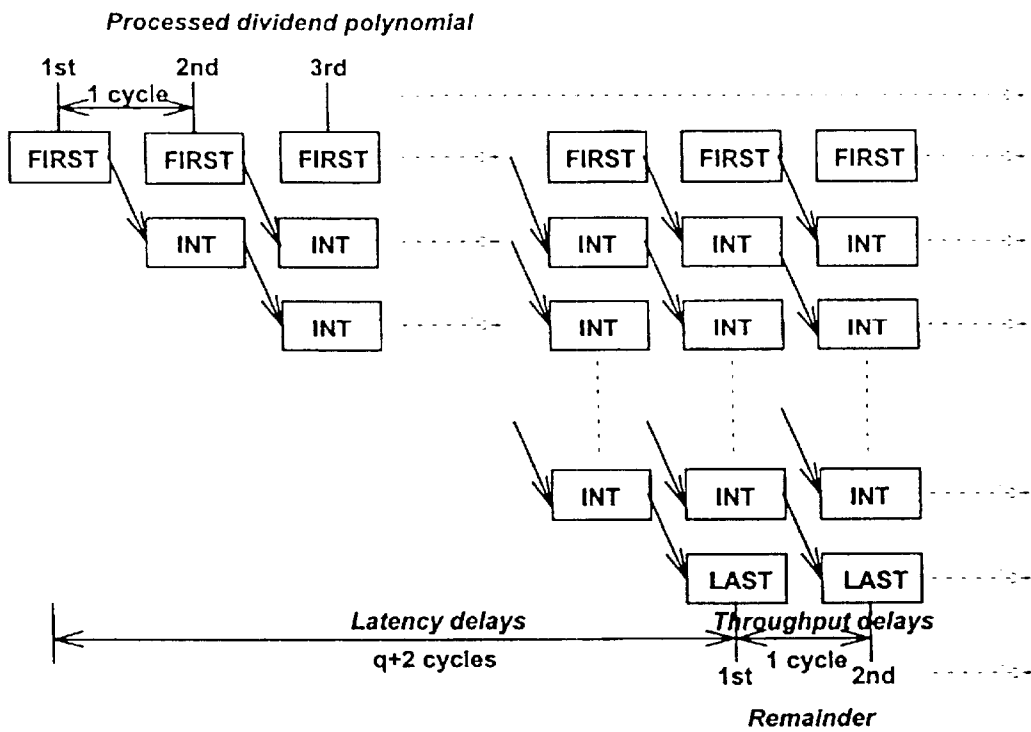 Processed dividend polynomial
1st 2nd 3rd
1 cycle
FIRST FIRST FIRST FIRST FIRST FIRST
INT INT INT INT INT
INT INT INT INT
INT INT INT
LAST LAST
Latency delays Throughput delays
q+2 cycles 1 cycle
1st 2nd
Remainder